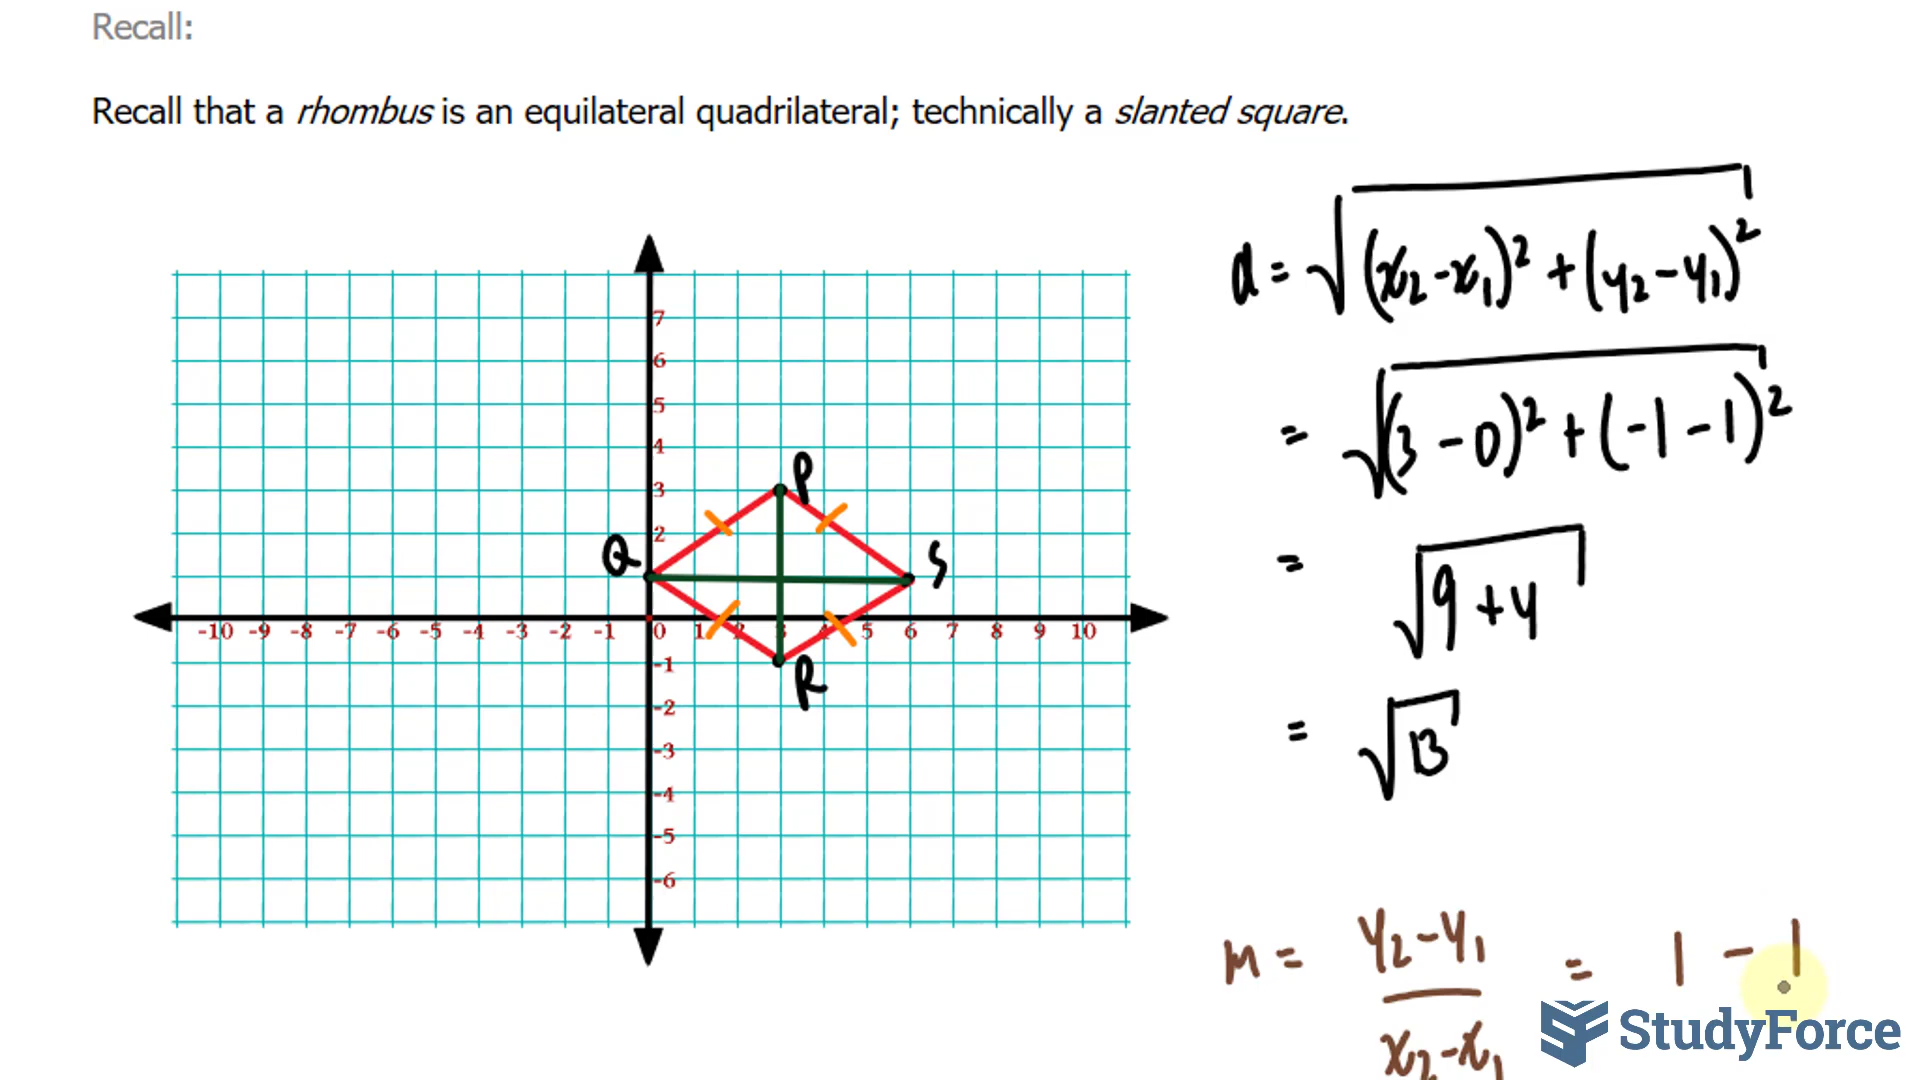 Recall:
Recall that a rhombus is an equilateral quadrilateral; technically a slanted square.
d = √(x₂-x₁)² + (y₂-y₁)²
= √(3-0)² + (-1-1)²
= √9+4
= √13
7
6
5
4
3
2
-10 -9 -8 -7 -6 -5 -4 -3 -2 -1 0 1 2 3 5 6 7 8 9 10
-1
-2
-3
-4
-5
-6
P
Q
S
R
m = y₂-y₁ / x₂-x₁ = 1 - 1
StudyForce